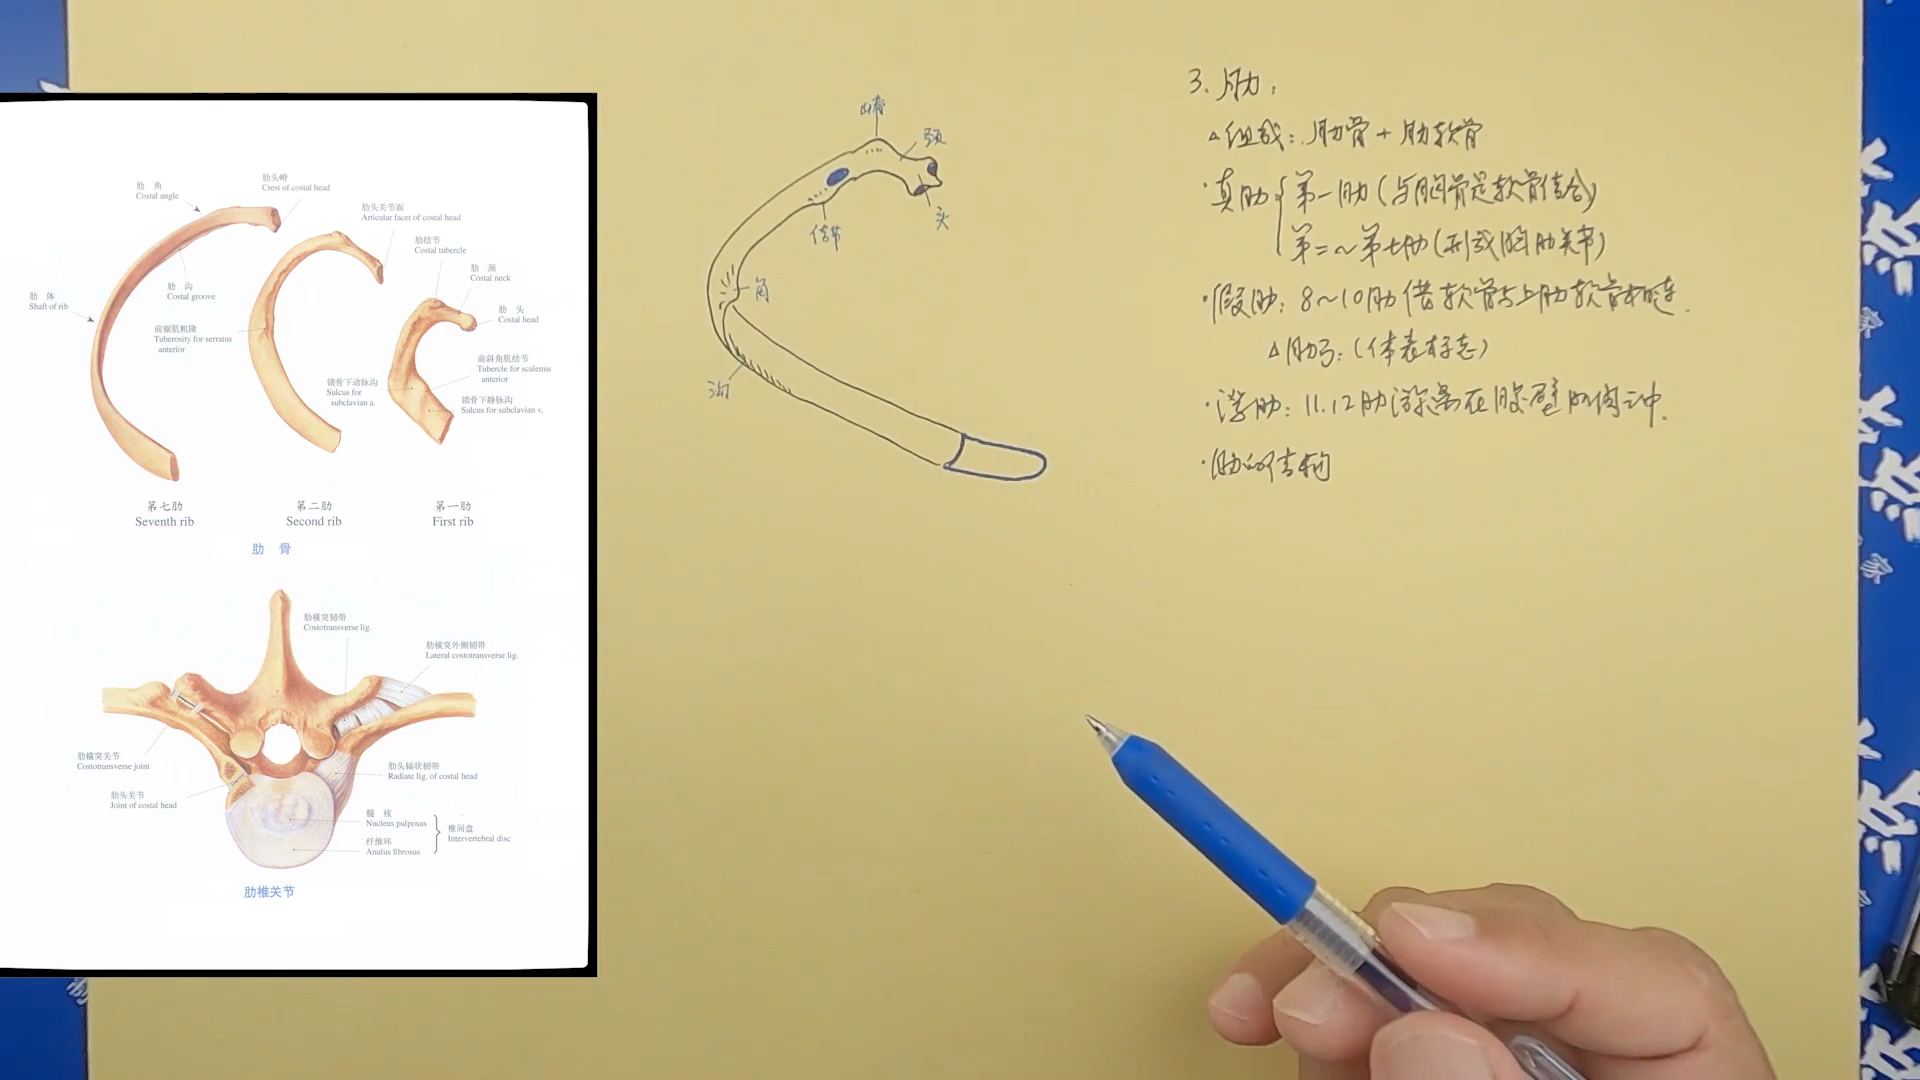 肋 角
Costal angle
肋头嵴
Crest of costal head
肋头关节面
Articular facet of costal head
肋结节
Costal tubercle
肋 颈
Costal neck
肋 头
Costal head
肋 沟
Costal groove
肋 体
Shaft of rib
前锯肌粗隆
Tuberosity for serratus
anterior
前斜角肌结节
Tubercle for scalenus
anterior
锁骨下动脉沟
Sulcus for
subclavian a.
锁骨下静脉沟
Sulcus for subclavian v.
第七肋
Seventh rib
第二肋
Second rib
第一肋
First rib
肋 骨
肋横突韧带
Costotransverse lig.
肋横突外侧韧带
Lateral costotransverse lig.
肋横突关节
Costotransverse joint
肋头关节
Joint of costal head
肋头辐状韧带
Radiate lig. of costal head
髓 核
Nucleus pulposus
纤维环
Anulus fibrosus
椎间盘
Intervertebral disc
肋椎关节
嵴
颈
头
结节
角
沟
3. 肋:
△组成: 肋骨 + 肋软骨
·真肋 第一肋 (与胸骨是软骨结合)
第二~第七肋 (形成胸肋关节)
·假肋: 8~10肋 借软骨与上肋软骨相连.
△肋弓: (体表标志)
·浮肋: 11.12肋 游离在腹壁肌肉之中.
·肋的结构